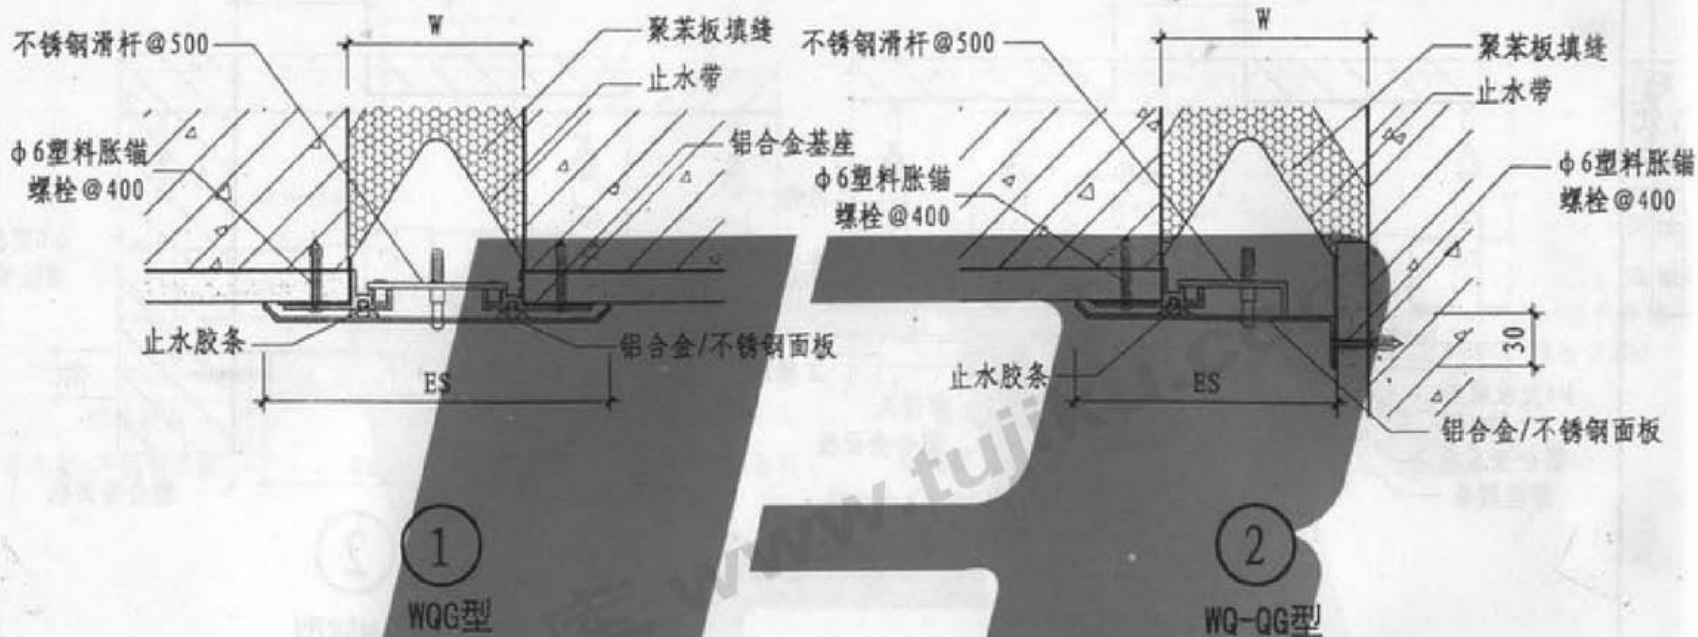 W
不锈钢滑杆@500
聚苯板填缝
止水带
铝合金基座
ф6塑料胀锚
螺栓@400
止水胶条
铝合金/不锈钢面板
ES
1
WQG型
W
不锈钢滑杆@500
聚苯板填缝
止水带
ф6塑料胀锚
螺栓@400
ф6塑料胀锚
螺栓@400
30
止水胶条
ES
铝合金/不锈钢面板
2
WQ-QG型